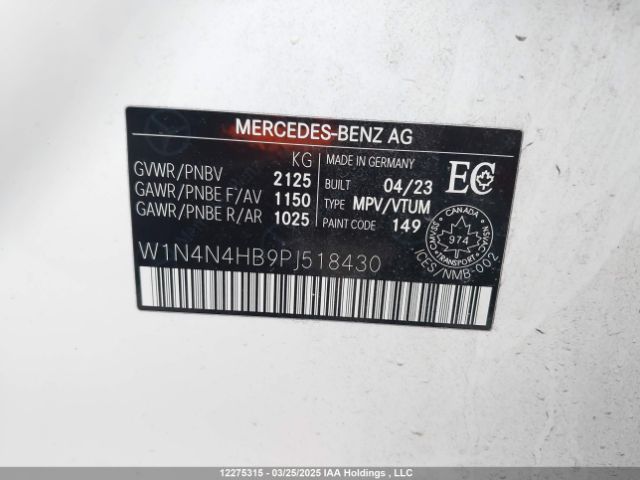 MERCEDES-BENZ AG
KG
GVWR/PNBV 2125
GAWR/PNBE F/AV 1150
GAWR/PNBE R/AR 1025
MADE IN GERMANY
BUILT 04/23
TYPE MPV/VTUM
PAINT CODE 149
EC
CANADA
974
CMVSS
NSVAC
ICES/NMB-002
W1N4N4HB9PJ518430
12275315 - 03/25/2025 IAA Holdings , LLC